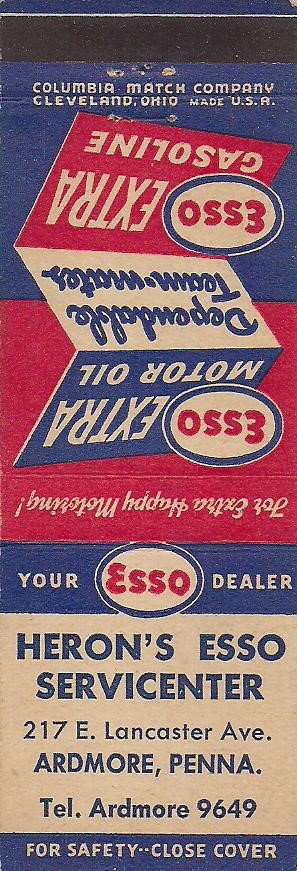 COLUMBIA MATCH COMPANY
CLEVELAND, OHIO MADE U.S.A.
For Extra Happy Motoring!
Esso EXTRA
MOTOR OIL
Dependable
Team-mates
Esso EXTRA
GASOLINE
YOUR Esso DEALER
HERON'S ESSO
SERVICENTER
217 E. Lancaster Ave.
ARDMORE, PENNA.
Tel. Ardmore 9649
FOR SAFETY--CLOSE COVER